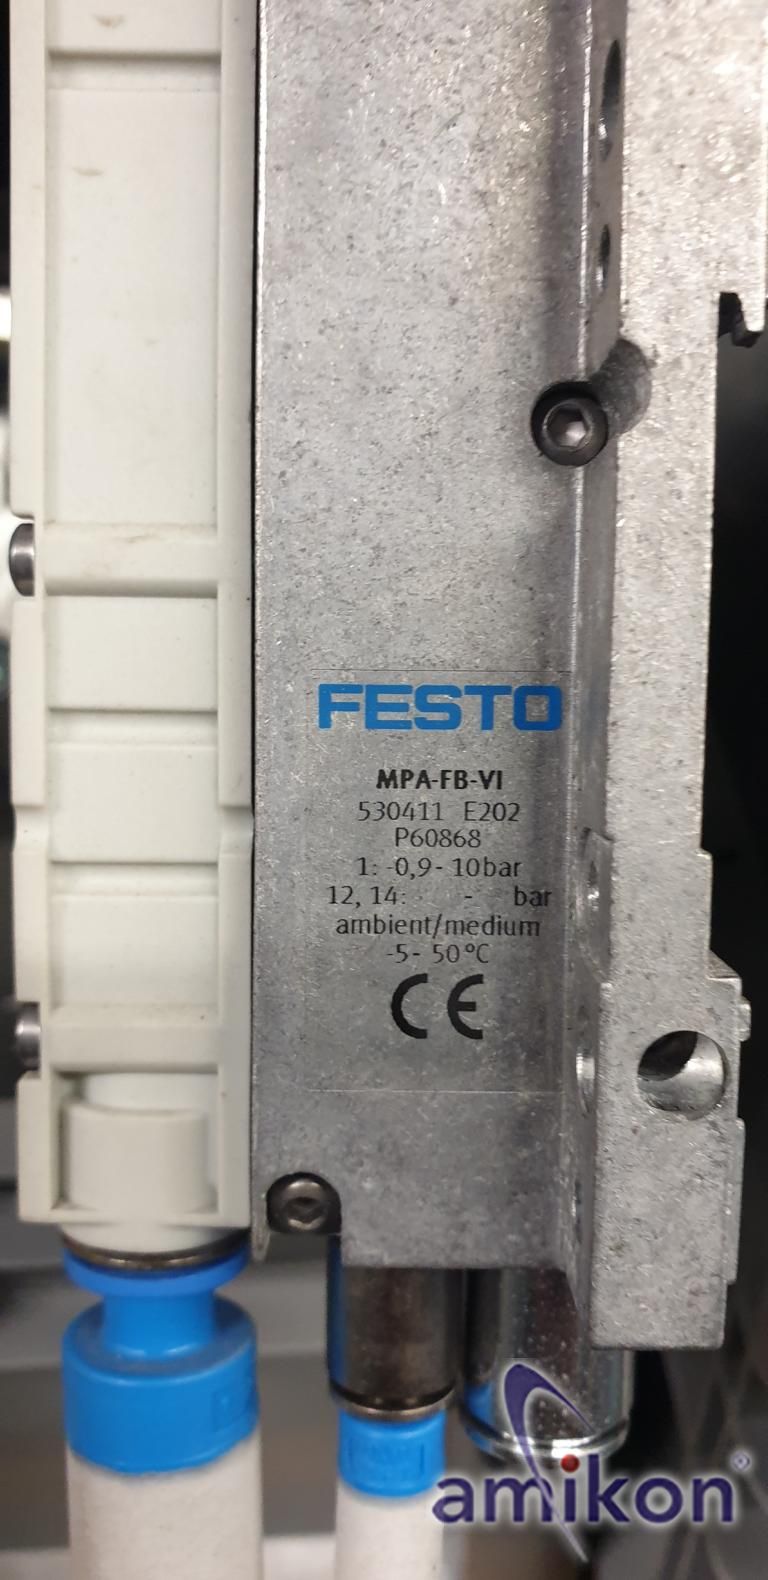 FESTO
MPA-FB-VI
530411 E202
P60868
1: -0,9- 10bar
12, 14: - bar
ambient/medium
-5- 50°C
CE
amikon®